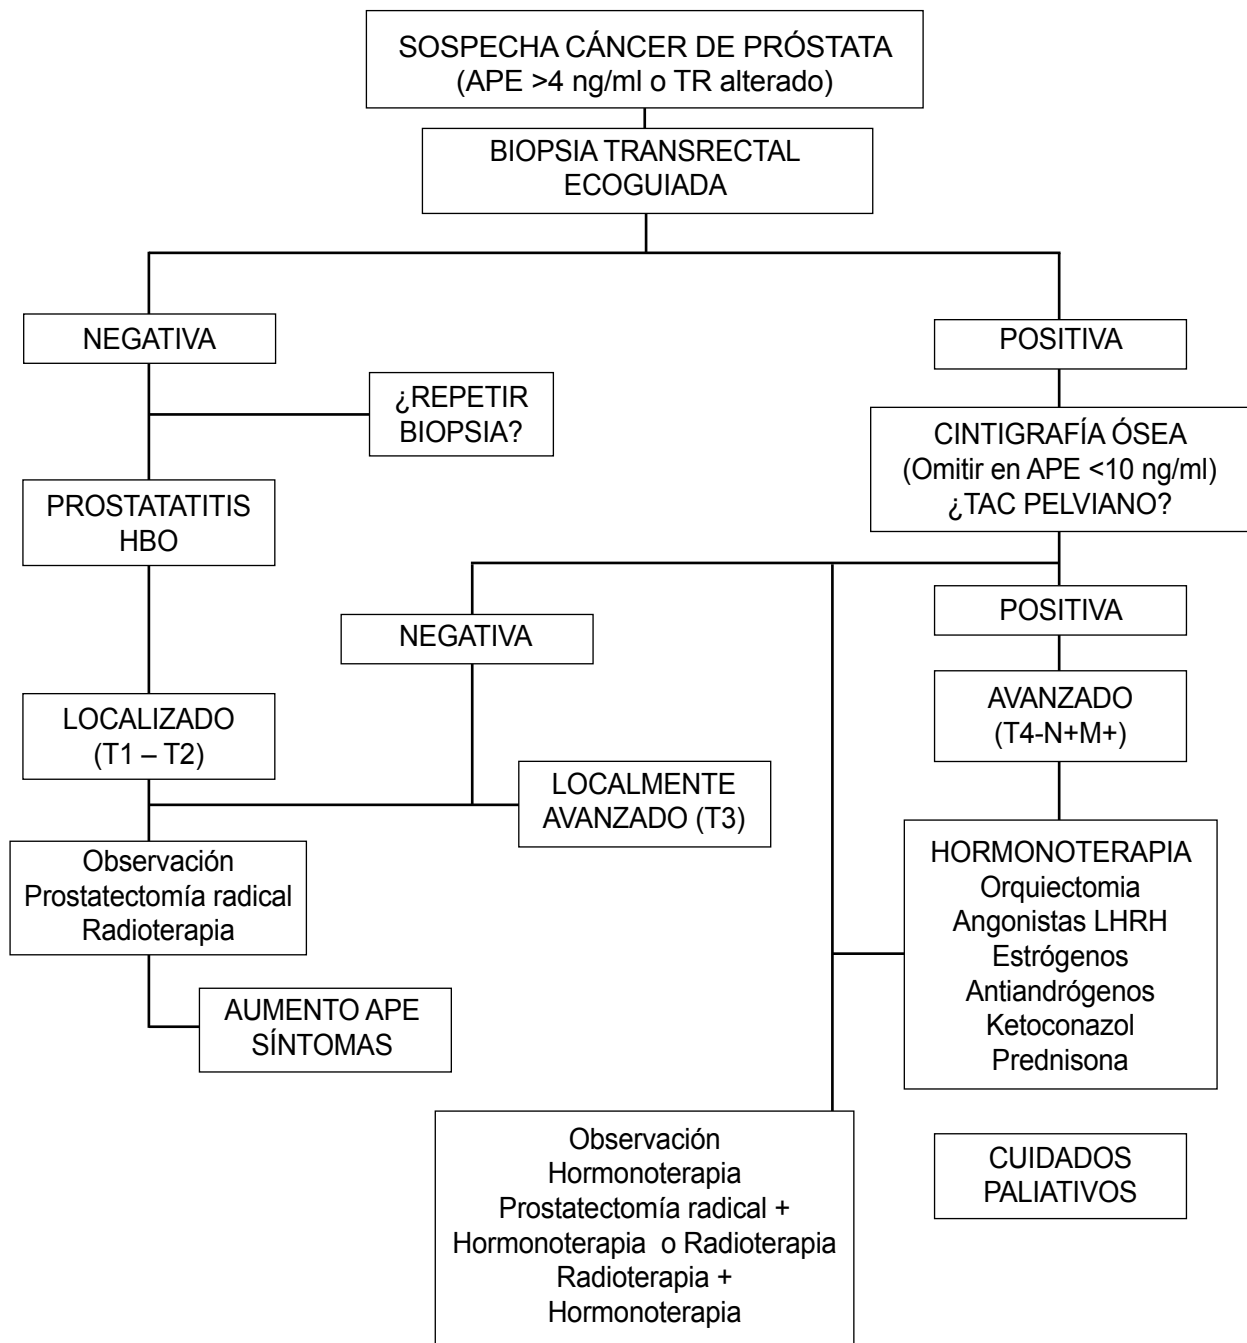 SOSPECHA CÁNCER DE PRÓSTATA
(APE >4 ng/ml o TR alterado)
BIOPSIA TRANSRECTAL
ECOGUIADA
NEGATIVA
POSITIVA
¿REPETIR
BIOPSIA?
CINTIGRAFÍA ÓSEA
(Omitir en APE <10 ng/ml)
¿TAC PELVIANO?
PROSTATATITIS
HBO
NEGATIVA
POSITIVA
LOCALIZADO
(T1 – T2)
AVANZADO
(T4-N+M+)
LOCALMENTE
AVANZADO (T3)
Observación
Prostatectomía radical
Radioterapia
HORMONOTERAPIA
Orquiectomia
Angonistas LHRH
Estrógenos
Antiandrógenos
Ketoconazol
Prednisona
AUMENTO APE
SÍNTOMAS
Observación
Hormonoterapia
Prostatectomía radical +
Hormonoterapia o Radioterapia
Radioterapia +
Hormonoterapia
CUIDADOS
PALIATIVOS